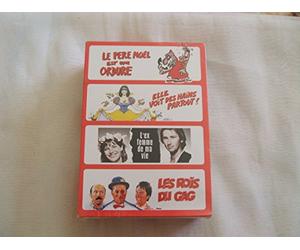 LE PERE NOËL
EST UNE
ORDURE
ELLE
VOIT DES NAINS
PARTOUT!
L'ex
femme de ma
vie
LES ROIS
DU GAG